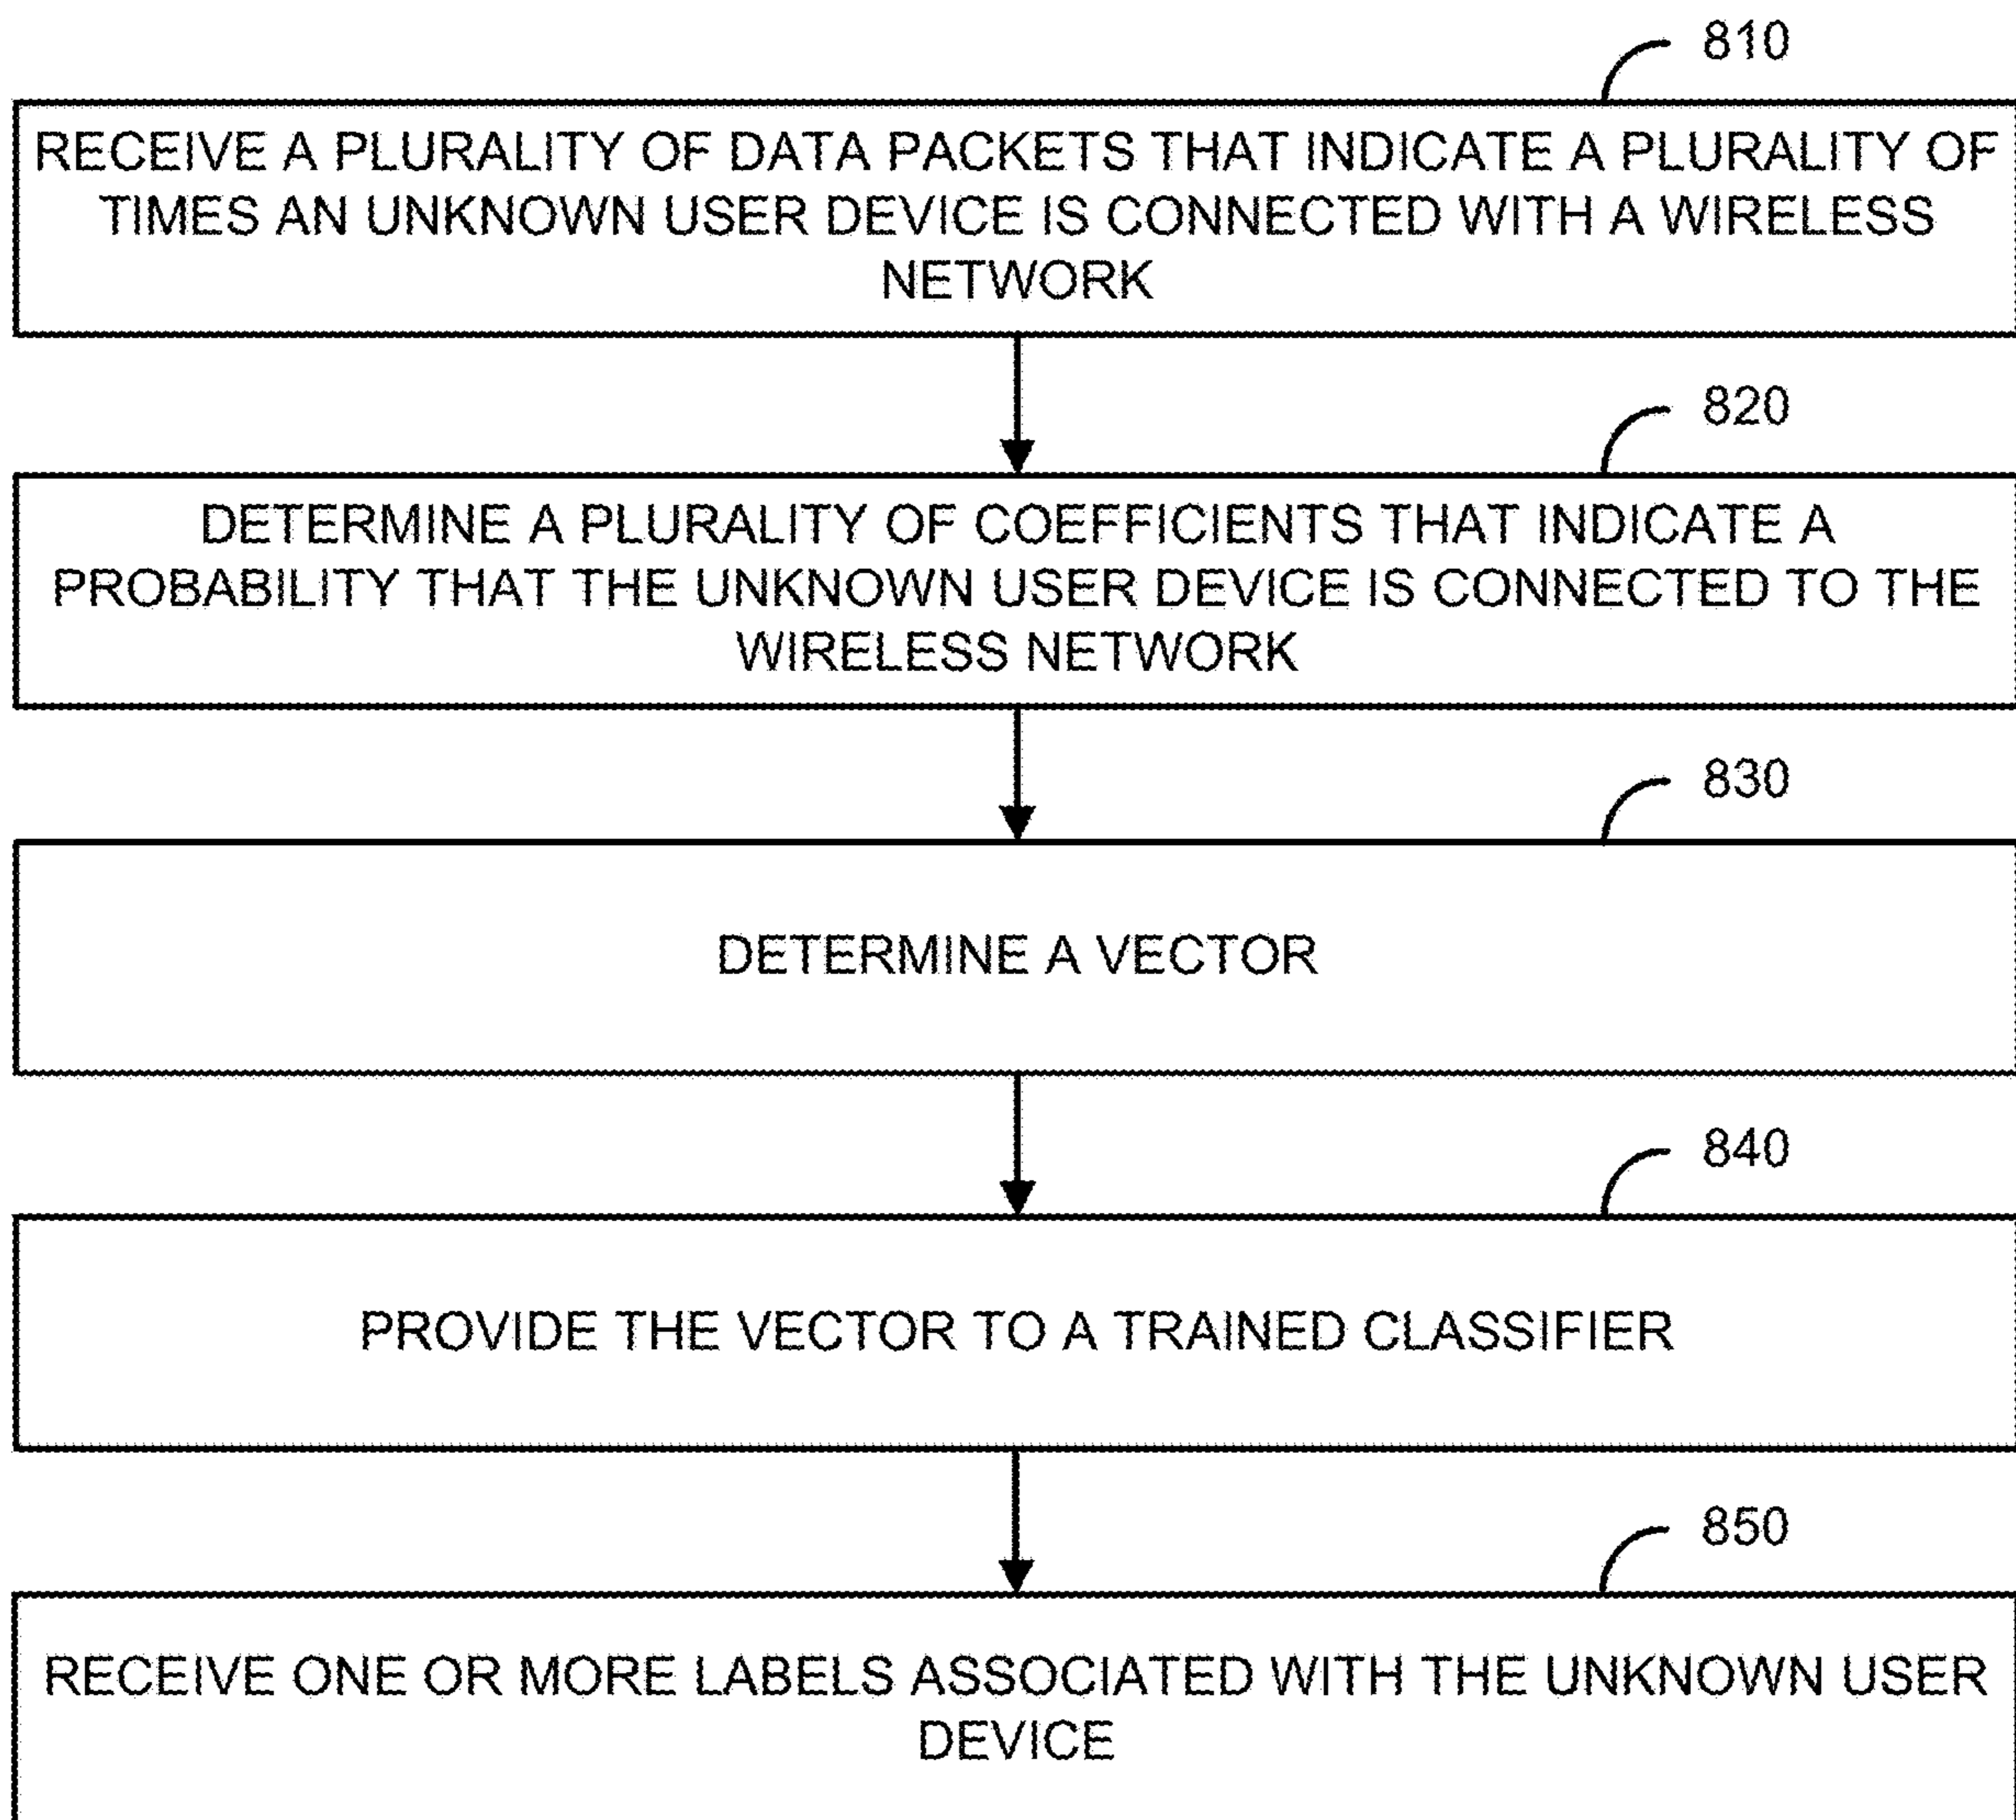 810
RECEIVE A PLURALITY OF DATA PACKETS THAT INDICATE A PLURALITY OF
TIMES AN UNKNOWN USER DEVICE IS CONNECTED WITH A WIRELESS
NETWORK
820
DETERMINE A PLURALITY OF COEFFICIENTS THAT INDICATE A
PROBABILITY THAT THE UNKNOWN USER DEVICE IS CONNECTED TO THE
WIRELESS NETWORK
830
DETERMINE A VECTOR
840
PROVIDE THE VECTOR TO A TRAINED CLASSIFIER
850
RECEIVE ONE OR MORE LABELS ASSOCIATED WITH THE UNKNOWN USER
DEVICE